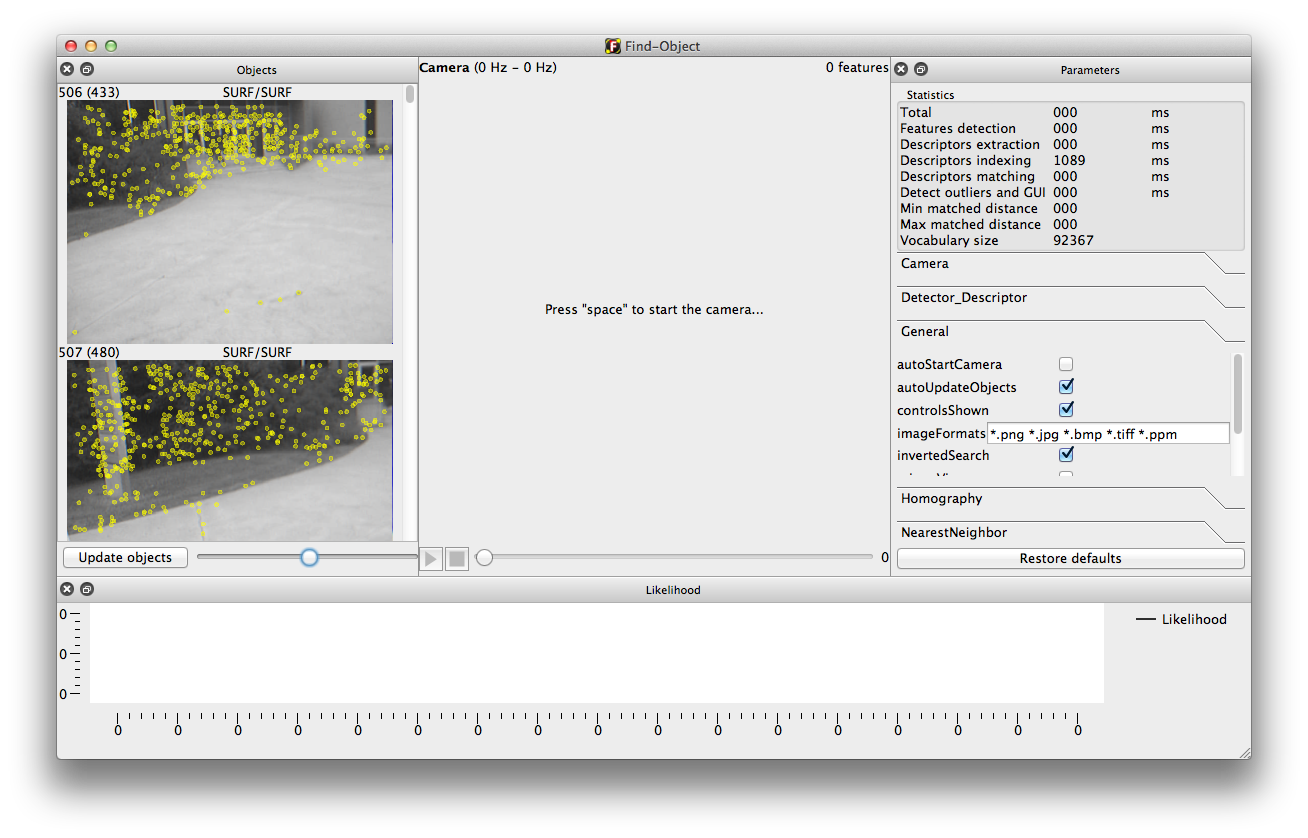 Find-Object
Objects
506 (433) SURF/SURF
507 (480) SURF/SURF
Update objects
Camera (0 Hz - 0 Hz) 0 features
Press "space" to start the camera...
0
Parameters
Statistics
Total 000 ms
Features detection 000 ms
Descriptors extraction 000 ms
Descriptors indexing 1089 ms
Descriptors matching 000 ms
Detect outliers and GUI 000 ms
Min matched distance 000
Max matched distance 000
Vocabulary size 92367
Camera
Detector_Descriptor
General
autoStartCamera
autoUpdateObjects
controlsShown
imageFormats *.png *.jpg *.bmp *.tiff *.ppm
invertedSearch
Homography
NearestNeighbor
Restore defaults
Likelihood
0
0
0
0 0 0 0 0 0 0 0 0 0 0 0 0 0 0 0 0
Likelihood